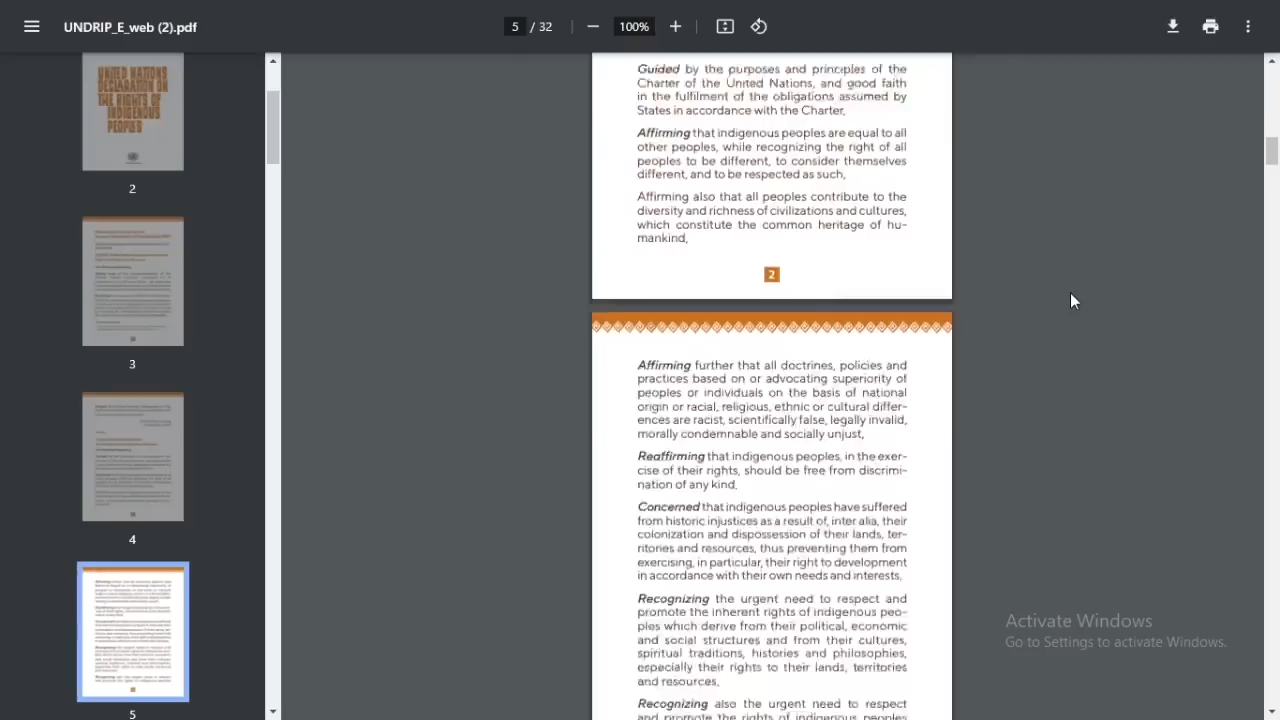 UNDRIP_E_web (2).pdf
5 / 32
100%
UNITED NATIONS
DECLARATION ON
THE RIGHTS OF
INDIGENOUS
PEOPLES
2
3
4
5
Guided by the purposes and principles of the
Charter of the United Nations, and good faith
in the fulfilment of the obligations assumed by
States in accordance with the Charter,
Affirming that indigenous peoples are equal to all
other peoples, while recognizing the right of all
peoples to be different, to consider themselves
different, and to be respected as such,
Affirming also that all peoples contribute to the
diversity and richness of civilizations and cultures,
which constitute the common heritage of hu-
mankind,
2
Affirming further that all doctrines, policies and
practices based on or advocating superiority of
peoples or individuals on the basis of national
origin or racial, religious, ethnic or cultural differ-
ences are racist, scientifically false, legally invalid,
morally condemnable and socially unjust,
Reaffirming that indigenous peoples, in the exer-
cise of their rights, should be free from discrimi-
nation of any kind,
Concerned that indigenous peoples have suffered
from historic injustices as a result of, inter alia, their
colonization and dispossession of their lands, ter-
ritories and resources, thus preventing them from
exercising, in particular, their right to development
in accordance with their own needs and interests,
Recognizing the urgent need to respect and
promote the inherent rights of indigenous peo-
ples which derive from their political, economic
and social structures and from their cultures,
spiritual traditions, histories and philosophies,
especially their rights to their lands, territories
and resources,
Recognizing also the urgent need to respect
and promote the rights of indigenous peoples
Activate Windows
Go to Settings to activate Windows.